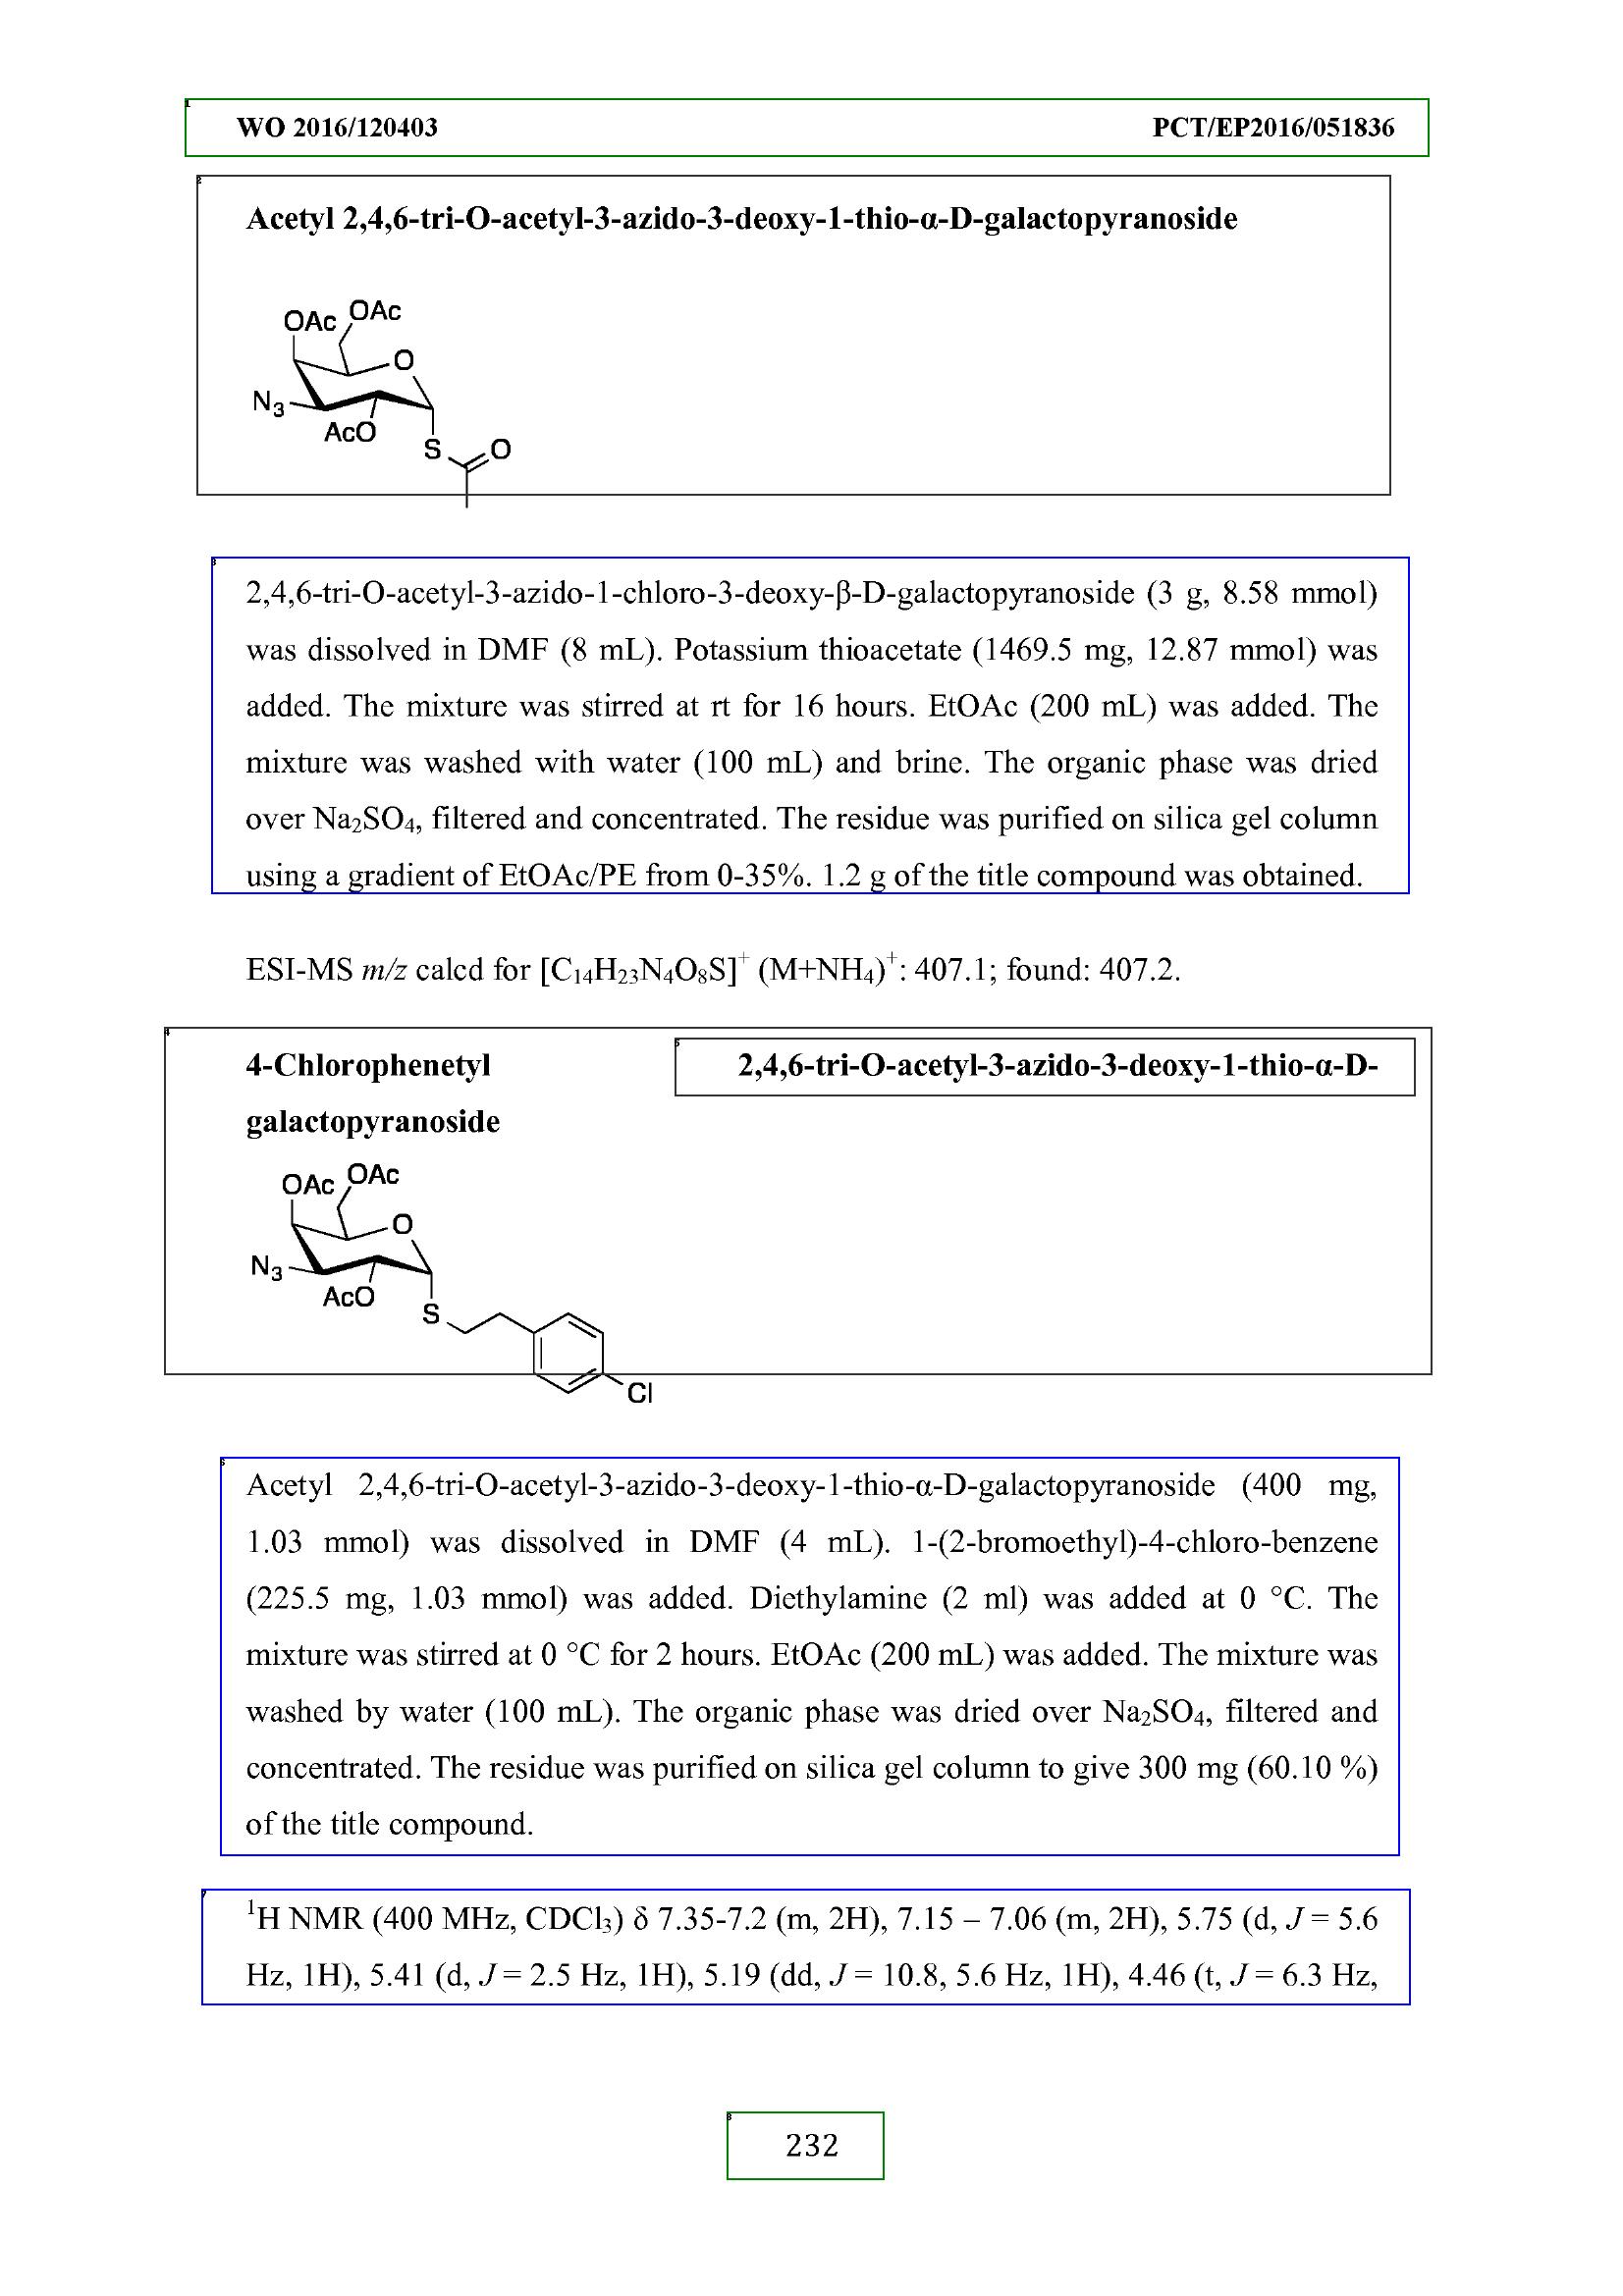 WO 2016/120403 PCT/EP2016/051836
Acetyl 2,4,6-tri-O-acetyl-3-azido-3-deoxy-1-thio-α-D-galactopyranoside
OAc OAc
O
N3
AcO
S O
2,4,6-tri-O-acetyl-3-azido-1-chloro-3-deoxy-β-D-galactopyranoside (3 g, 8.58 mmol)
was dissolved in DMF (8 mL). Potassium thioacetate (1469.5 mg, 12.87 mmol) was
added. The mixture was stirred at rt for 16 hours. EtOAc (200 mL) was added. The
mixture was washed with water (100 mL) and brine. The organic phase was dried
over Na₂SO₄, filtered and concentrated. The residue was purified on silica gel column
using a gradient of EtOAc/PE from 0-35%. 1.2 g of the title compound was obtained.
ESI-MS m/z calcd for [C₁₄H₂₃N₄O₈S]⁺ (M+NH₄)⁺: 407.1; found: 407.2.
4-Chlorophenetyl 2,4,6-tri-O-acetyl-3-azido-3-deoxy-1-thio-α-D-
galactopyranoside
OAc OAc
O
N3
AcO
S
Cl
Acetyl 2,4,6-tri-O-acetyl-3-azido-3-deoxy-1-thio-α-D-galactopyranoside (400 mg,
1.03 mmol) was dissolved in DMF (4 mL). 1-(2-bromoethyl)-4-chloro-benzene
(225.5 mg, 1.03 mmol) was added. Diethylamine (2 ml) was added at 0 °C. The
mixture was stirred at 0 °C for 2 hours. EtOAc (200 mL) was added. The mixture was
washed by water (100 mL). The organic phase was dried over Na₂SO₄, filtered and
concentrated. The residue was purified on silica gel column to give 300 mg (60.10 %)
of the title compound.
¹H NMR (400 MHz, CDCl₃) δ 7.35-7.2 (m, 2H), 7.15 – 7.06 (m, 2H), 5.75 (d, J = 5.6
Hz, 1H), 5.41 (d, J = 2.5 Hz, 1H), 5.19 (dd, J = 10.8, 5.6 Hz, 1H), 4.46 (t, J = 6.3 Hz,
232